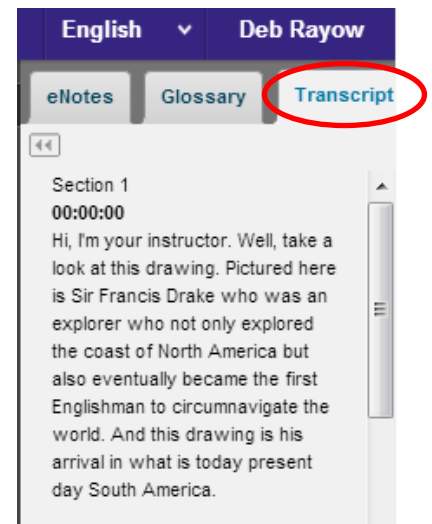 English Deb Rayow
eNotes Glossary Transcript
Section 1
00:00:00
Hi, I'm your instructor. Well, take a
look at this drawing. Pictured here
is Sir Francis Drake who was an
explorer who not only explored
the coast of North America but
also eventually became the first
Englishman to circumnavigate the
world. And this drawing is his
arrival in what is today present
day South America.